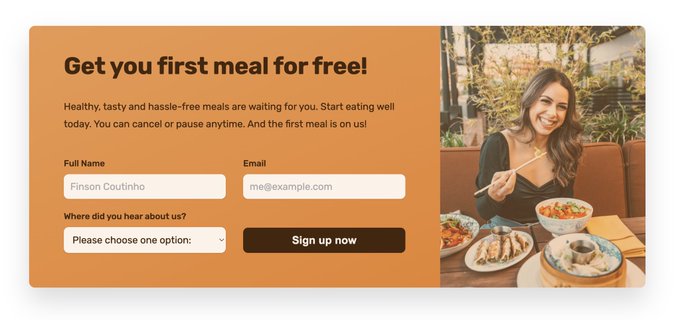 Get you first meal for free!
Healthy, tasty and hassle-free meals are waiting for you. Start eating well
today. You can cancel or pause anytime. And the first meal is on us!
Full Name
Email
Finson Coutinho
me@example.com
Where did you hear about us?
Please choose one option:
Sign up now